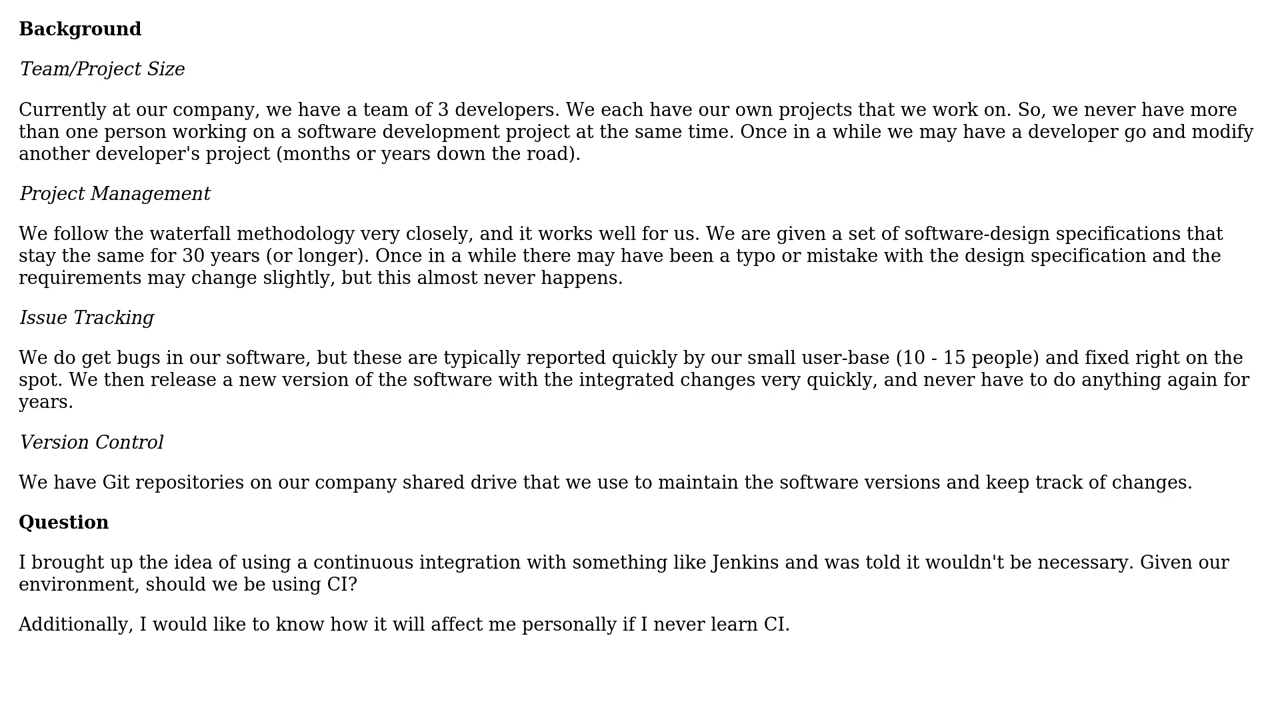 Background
Team/Project Size
Currently at our company, we have a team of 3 developers. We each have our own projects that we work on. So, we never have more
than one person working on a software development project at the same time. Once in a while we may have a developer go and modify
another developer's project (months or years down the road).
Project Management
We follow the waterfall methodology very closely, and it works well for us. We are given a set of software-design specifications that
stay the same for 30 years (or longer). Once in a while there may have been a typo or mistake with the design specification and the
requirements may change slightly, but this almost never happens.
Issue Tracking
We do get bugs in our software, but these are typically reported quickly by our small user-base (10 - 15 people) and fixed right on the
spot. We then release a new version of the software with the integrated changes very quickly, and never have to do anything again for
years.
Version Control
We have Git repositories on our company shared drive that we use to maintain the software versions and keep track of changes.
Question
I brought up the idea of using a continuous integration with something like Jenkins and was told it wouldn't be necessary. Given our
environment, should we be using CI?
Additionally, I would like to know how it will affect me personally if I never learn CI.